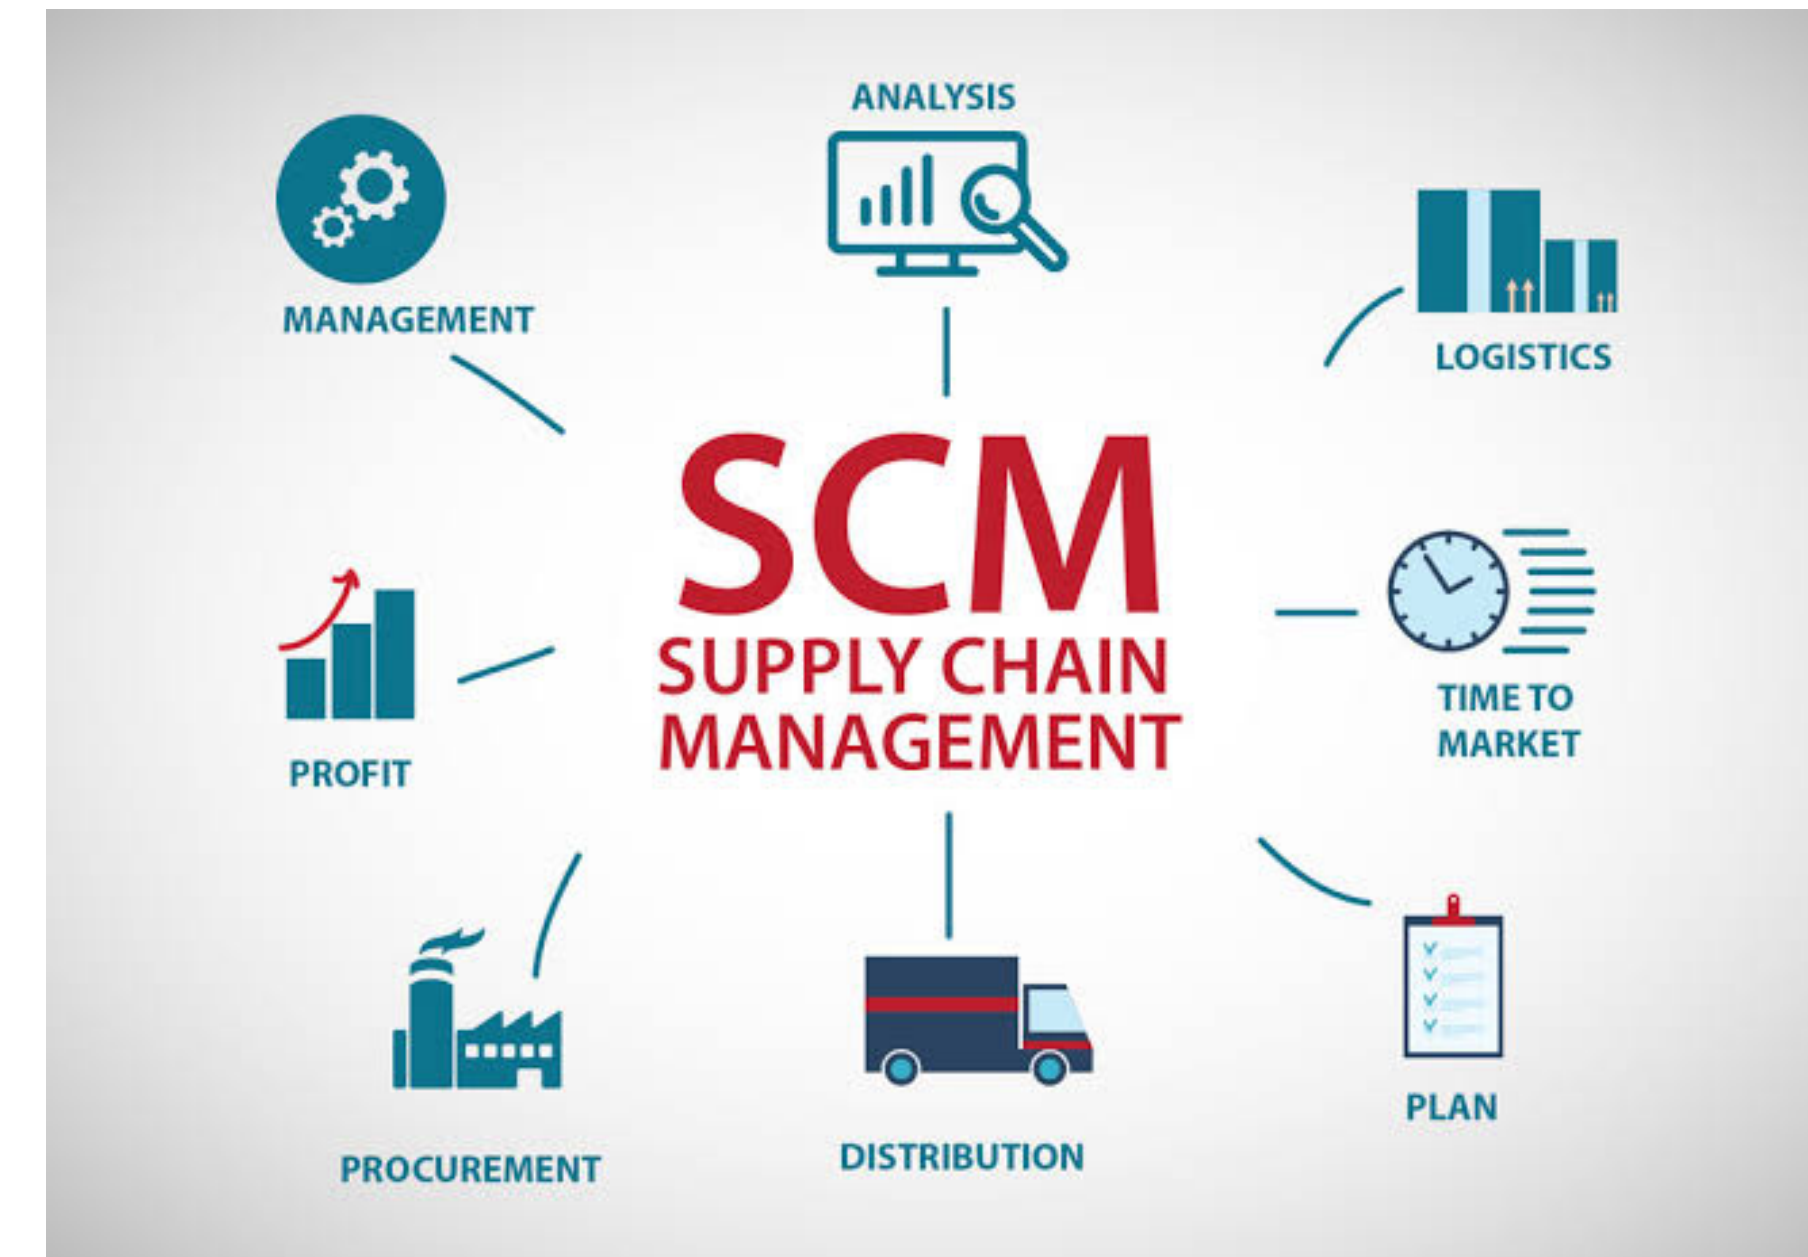 ANALYSIS
MANAGEMENT
LOGISTICS
SCM
SUPPLY CHAIN
MANAGEMENT
TIME TO
MARKET
PROFIT
PLAN
DISTRIBUTION
PROCUREMENT